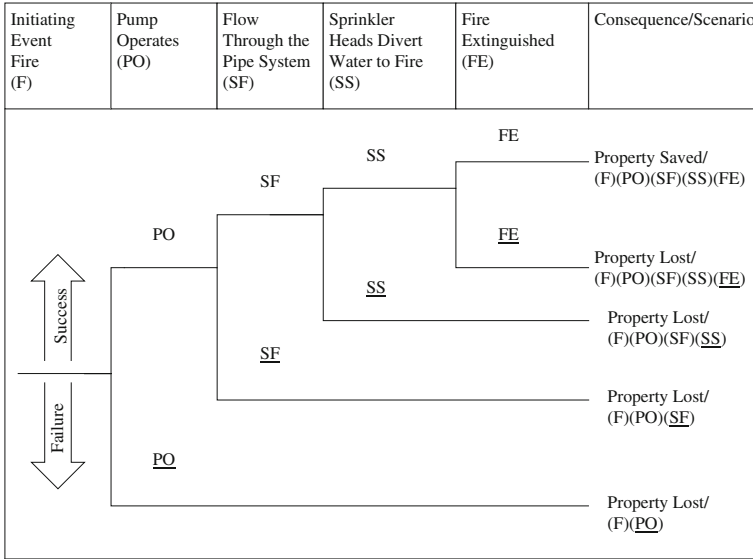 Initiating
Event
Fire
(F)
Pump
Operates
(PO)
Flow
Through the
Pipe System
(SF)
Sprinkler
Heads Divert
Water to Fire
(SS)
Fire
Extinguished
(FE)
Consequence/Scenario
FE
SS
Property Saved/
(F)(PO)(SF)(SS)(FE)
SF
PO
FE
Property Lost/
(F)(PO)(SF)(SS)(FE)
SS
Success
Property Lost/
(F)(PO)(SF)(SS)
SF
Failure
Property Lost/
(F)(PO)(SF)
PO
Property Lost/
(F)(PO)